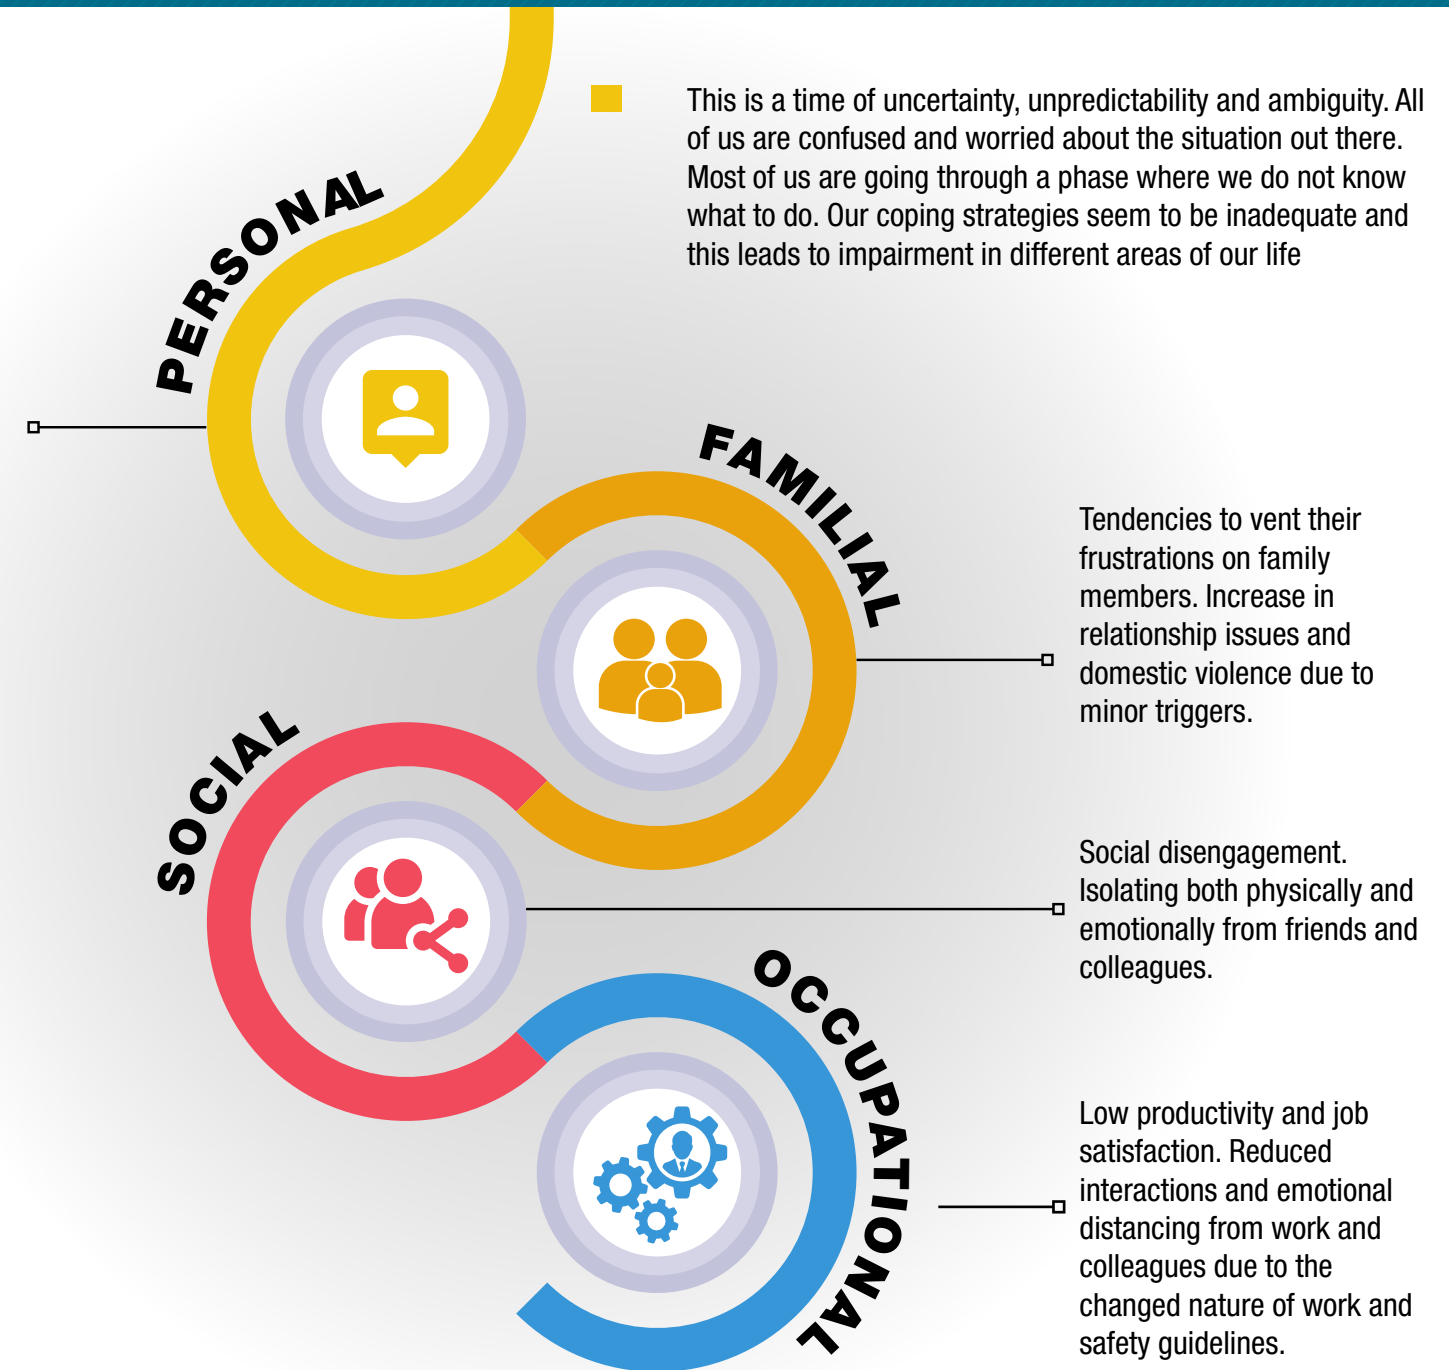 This is a time of uncertainty, unpredictability and ambiguity. All
of us are confused and worried about the situation out there.
Most of us are going through a phase where we do not know
what to do. Our coping strategies seem to be inadequate and
this leads to impairment in different areas of our life
PERSONAL
FAMILIAL
Tendencies to vent their
frustrations on family
members. Increase in
relationship issues and
domestic violence due to
minor triggers.
SOCIAL
Social disengagement.
Isolating both physically and
emotionally from friends and
colleagues.
OCCUPATIONAL
Low productivity and job
satisfaction. Reduced
interactions and emotional
distancing from work and
colleagues due to the
changed nature of work and
safety guidelines.